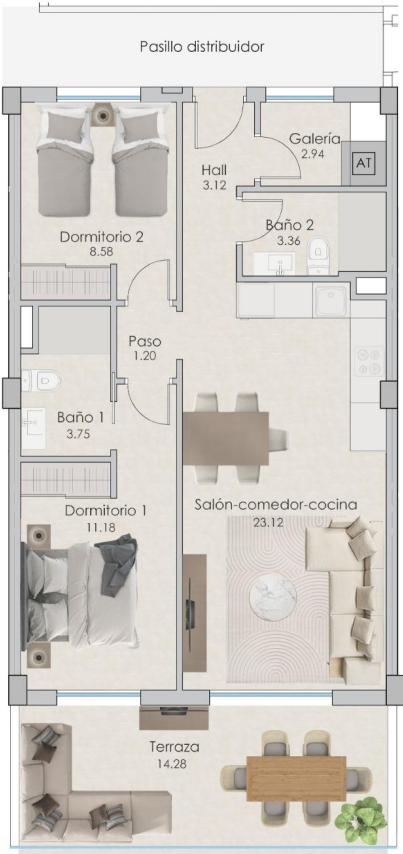 Pasillo distribuidor
Galería
2.94
AT
Hall
3.12
Baño 2
3.36
Dormitorio 2
8.58
Paso
1.20
Baño 1
3.75
Dormitorio 1
11.18
Salón-comedor-cocina
23.12
Terraza
14.28